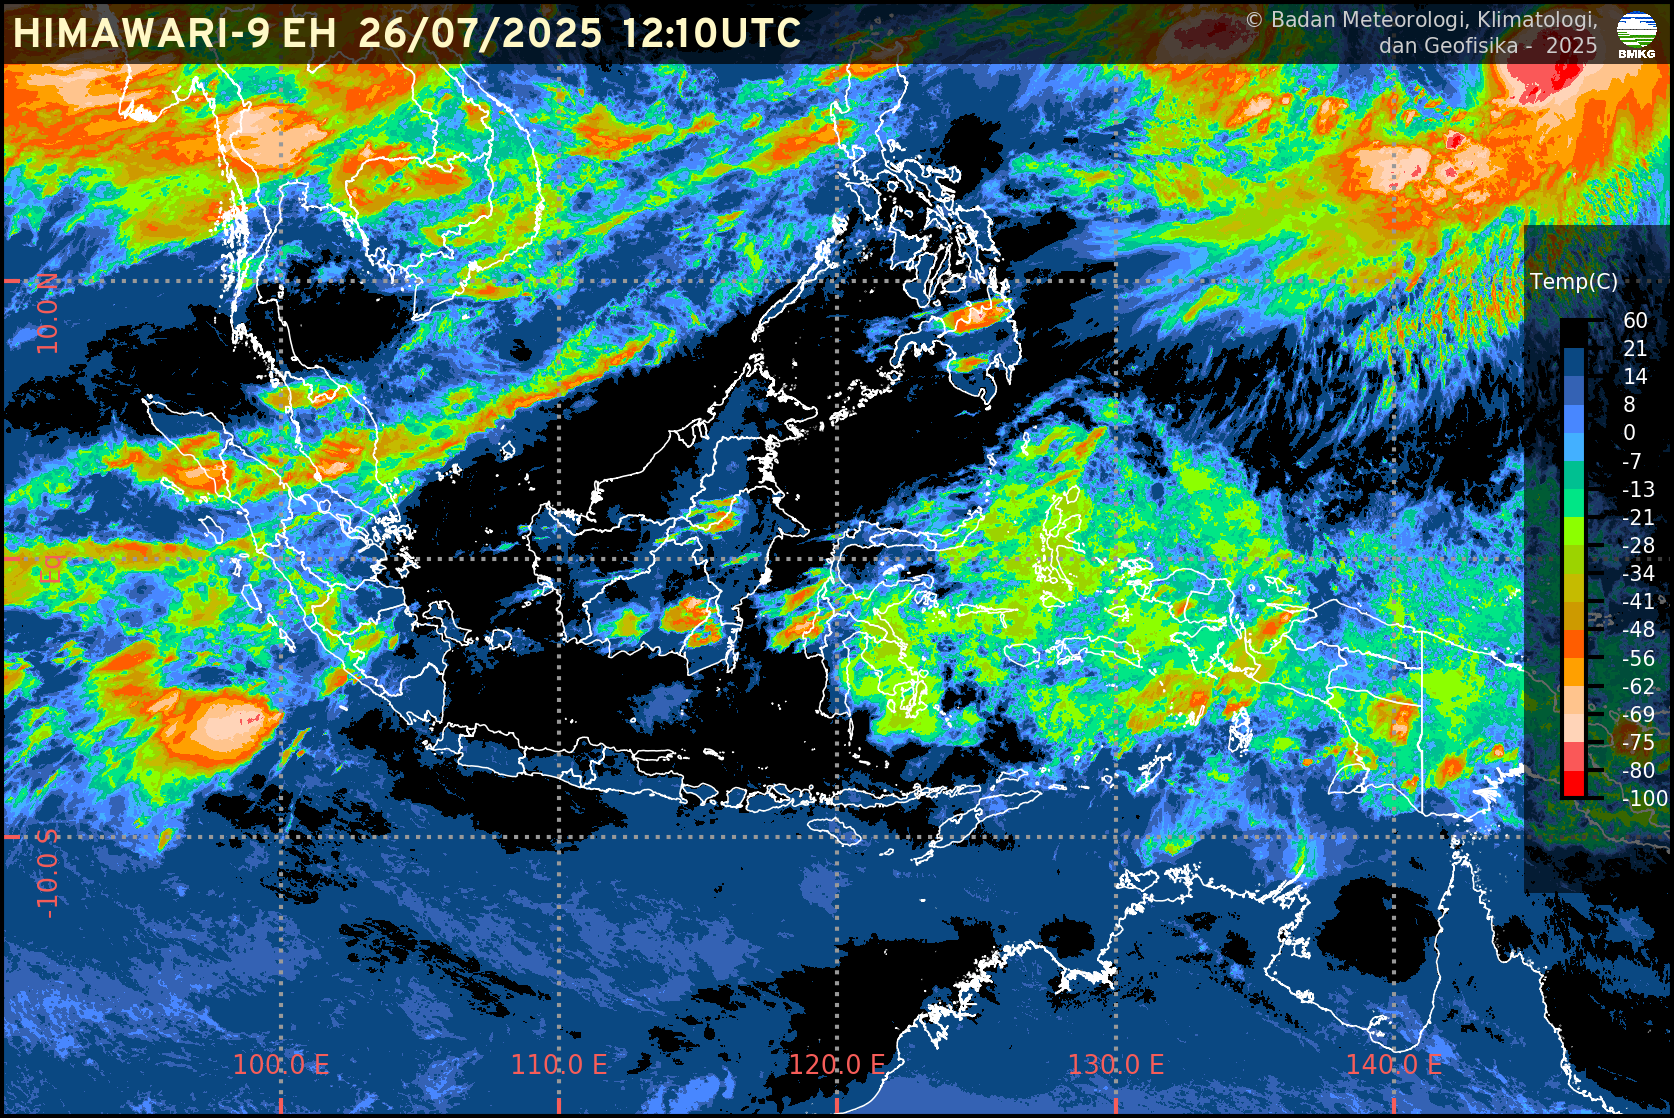 HIMAWARI-9 EH 26/07/2025 12:10UTC
© Badan Meteorologi, Klimatologi,
dan Geofisika - 2025
BMKG
Temp(C)
60
21
14
8
0
-7
-13
-21
-28
-34
-41
-48
-56
-62
-69
-75
-80
-100
10.0 N
Eq
-10.0 S
100.0 E
110.0 E
120.0 E
130.0 E
140.0 E